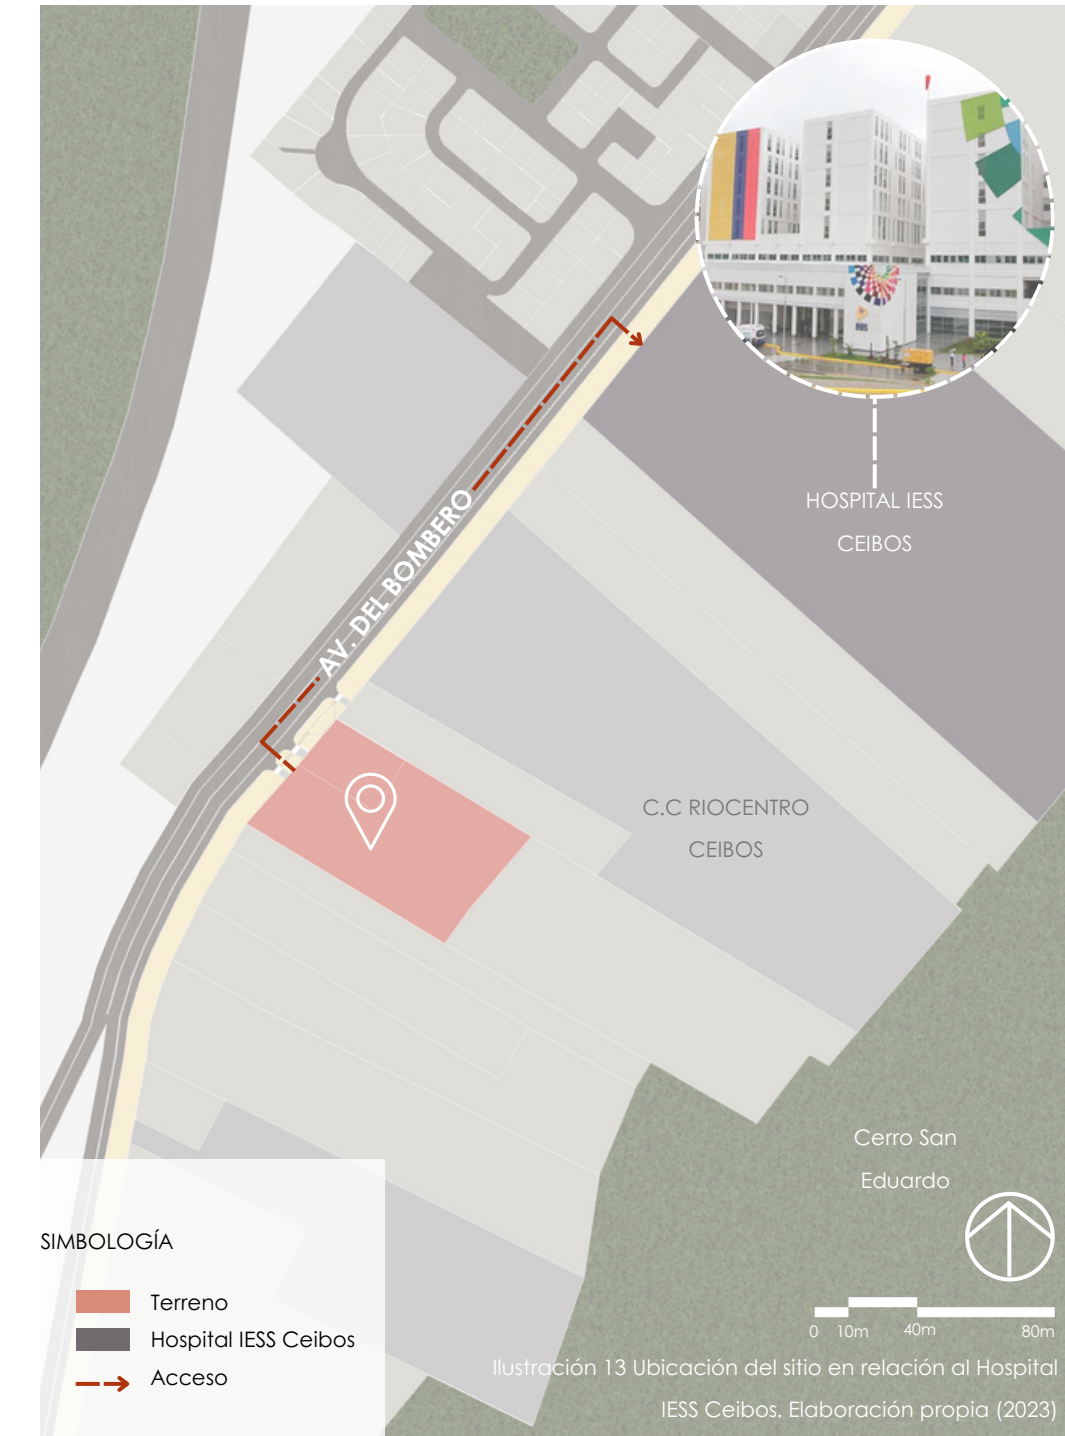 HOSPITAL IESS
CEIBOS
AV. DEL BOMBERO
C.C RIOCENTRO
CEIBOS
Cerro San
Eduardo
SIMBOLOGÍA
Terreno
Hospital IESS Ceibos
Acceso
0 10m 40m 80m
Ilustración 13 Ubicación del sitio en relación al Hospital
IESS Ceibos. Elaboración propia (2023)